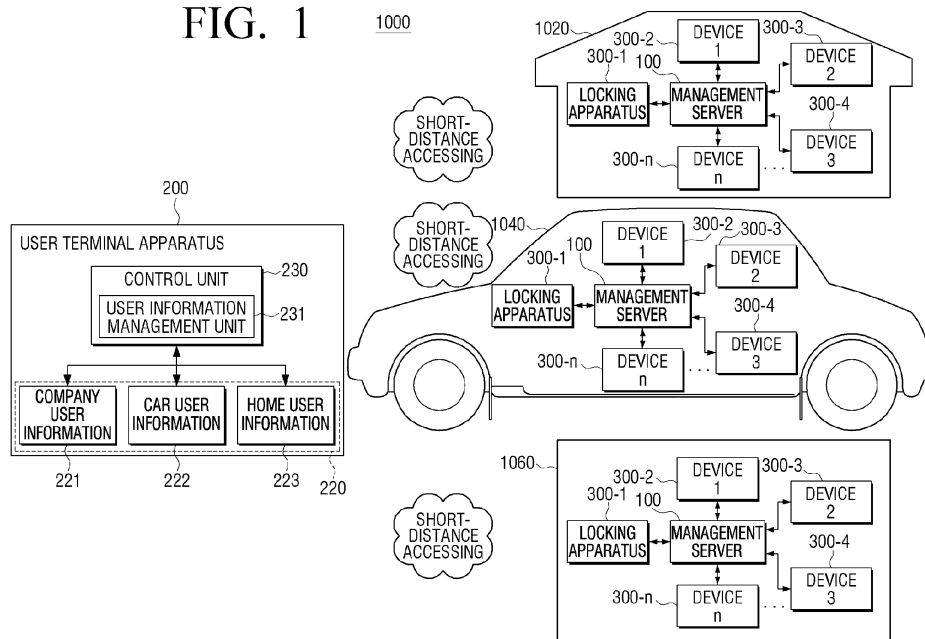 FIG. 1
1000
200
USER TERMINAL APPARATUS
CONTROL UNIT
230
USER INFORMATION
MANAGEMENT UNIT
231
COMPANY
USER
INFORMATION
CAR USER
INFORMATION
HOME USER
INFORMATION
221
222
223
220
SHORT-
DISTANCE
ACCESSING
1020
300-2
DEVICE
1
300-3
DEVICE
2
300-1
100
LOCKING
APPARATUS
MANAGEMENT
SERVER
300-4
DEVICE
3
300-n
DEVICE
n
...
SHORT-
DISTANCE
ACCESSING
1040
DEVICE
1
300-2
300-3
DEVICE
2
300-1
100
LOCKING
APPARATUS
MANAGEMENT
SERVER
300-4
DEVICE
3
300-n
DEVICE
n
...
SHORT-
DISTANCE
ACCESSING
1060
300-2
DEVICE
1
300-3
DEVICE
2
300-1
100
LOCKING
APPARATUS
MANAGEMENT
SERVER
300-4
DEVICE
3
300-n
DEVICE
n
...